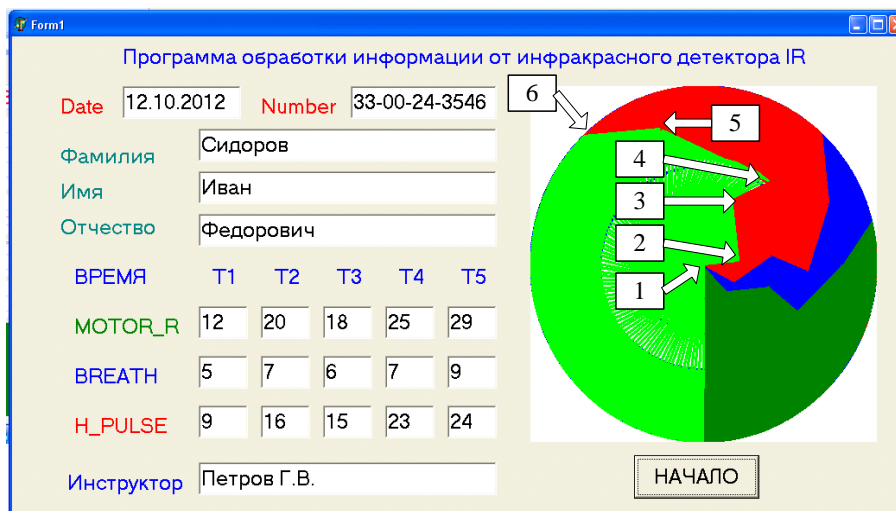 Form1
Программа обработки информации от инфракрасного детектора IR
Date 12.10.2012 Number 33-00-24-3546
Фамилия Сидоров
Имя Иван
Отчество Федорович
ВРЕМЯ T1 T2 T3 T4 T5
MOTOR_R 12 20 18 25 29
BREATH 5 7 6 7 9
H_PULSE 9 16 15 23 24
Инструктор Петров Г.В.
6
5
4
3
2
1
НАЧАЛО